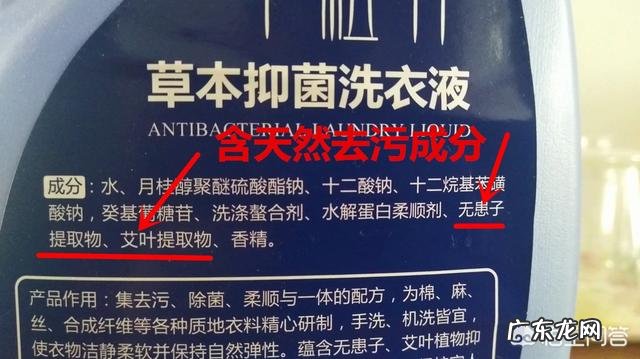 草本抑菌洗衣液
ANTIBACTERIAL LAUNDRY LIQUID
含天然去污成分
成分：水、月桂醇聚醚硫酸酯钠、十二酸钠、十二烷基苯磺
酸钠，癸基葡糖苷、洗涤螯合剂、水解蛋白柔顺剂、无患子
提取物、艾叶提取物、香精。
产品作用：集去污、除菌、柔顺与一体的配方，为棉、麻、
丝、合成纤维等各种质地衣料精心研制，手洗、机洗皆宜，
使衣物洁净柔软并保持自然弹性。蕴含无患子、艾叶植物抑
广东龙网